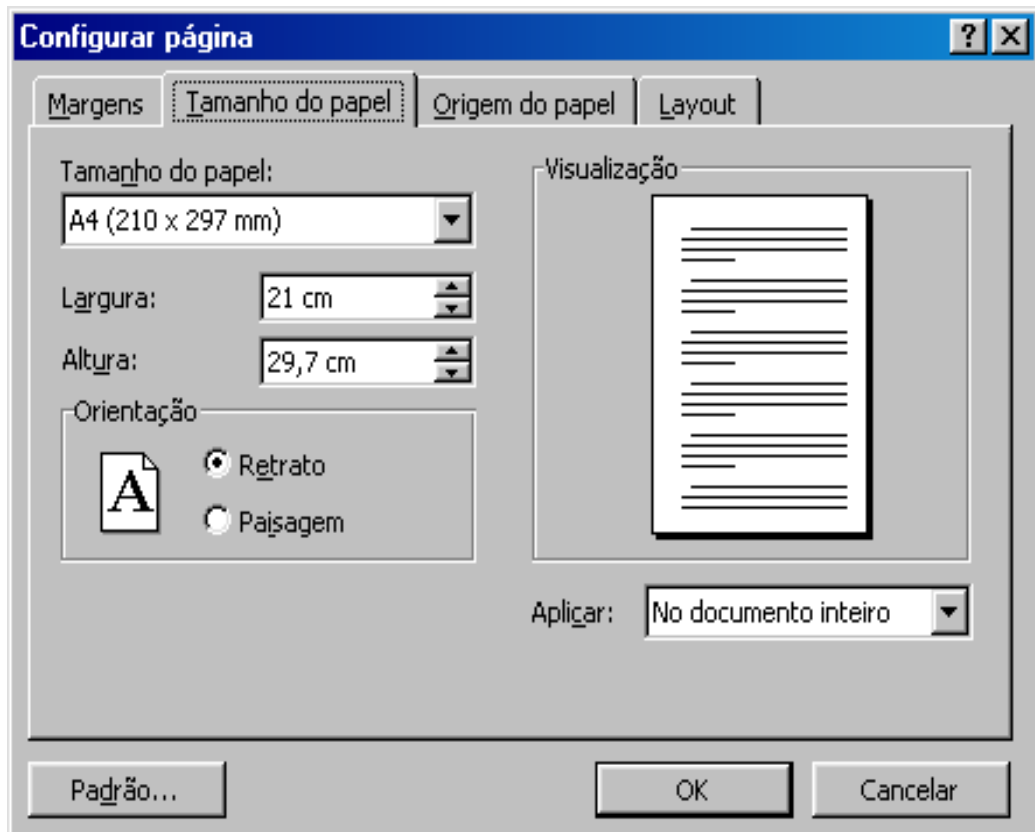 Configurar página
Margens Tamanho do papel Origem do papel Layout
Tamanho do papel:
A4 (210 x 297 mm)
Largura: 21 cm
Altura: 29,7 cm
Orientação
A
Retrato
Paisagem
Visualização
Aplicar: No documento inteiro
Padrão... OK Cancelar